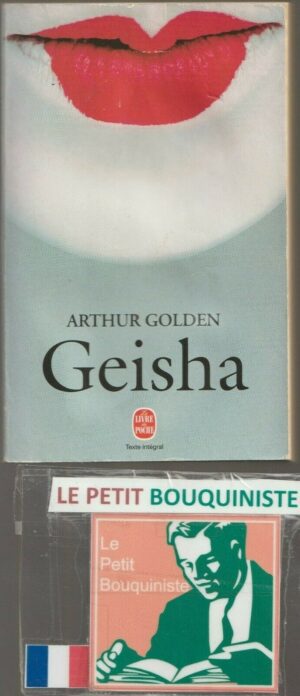 ARTHUR GOLDEN
Geisha
Le
LIVRE
de
POCHE
Texte intégral
LE PETIT BOUQUINISTE
Le
Petit
Bouquiniste